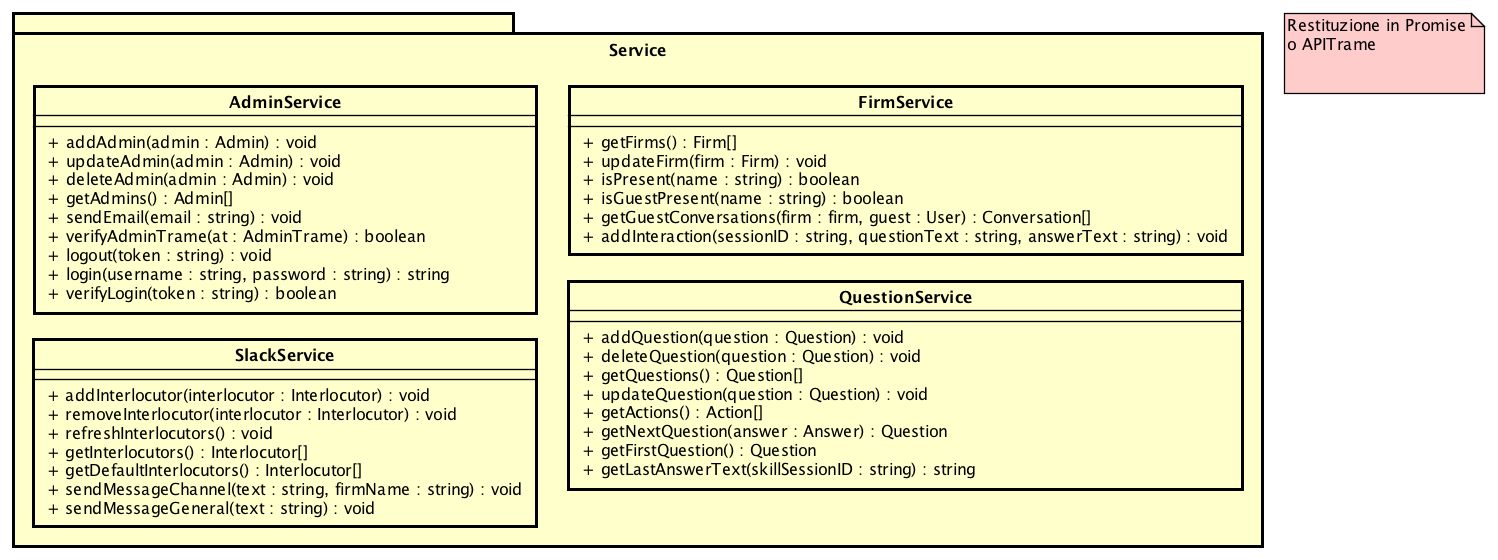 Service
AdminService
+ addAdmin(admin : Admin) : void
+ updateAdmin(admin : Admin) : void
+ deleteAdmin(admin : Admin) : void
+ getAdmins() : Admin[]
+ sendEmail(email : string) : void
+ verifyAdminTrame(at : AdminTrame) : boolean
+ logout(token : string) : void
+ login(username : string, password : string) : string
+ verifyLogin(token : string) : boolean
SlackService
+ addInterlocutor(interlocutor : Interlocutor) : void
+ removeInterlocutor(interlocutor : Interlocutor) : void
+ refreshInterlocutors() : void
+ getInterlocutors() : Interlocutor[]
+ getDefaultInterlocutors() : Interlocutor[]
+ sendMessageChannel(text : string, firmName : string) : void
+ sendMessageGeneral(text : string) : void
FirmService
+ getFirms() : Firm[]
+ updateFirm(firm : Firm) : void
+ isPresent(name : string) : boolean
+ isGuestPresent(name : string) : boolean
+ getGuestConversations(firm : firm, guest : User) : Conversation[]
+ addInteraction(sessionID : string, questionText : string, answerText : string) : void
QuestionService
+ addQuestion(question : Question) : void
+ deleteQuestion(question : Question) : void
+ getQuestions() : Question[]
+ updateQuestion(question : Question) : void
+ getActions() : Action[]
+ getNextQuestion(answer : Answer) : Question
+ getFirstQuestion() : Question
+ getLastAnswerText(skillSessionID : string) : string
Restituzione in Promise
o APITrame